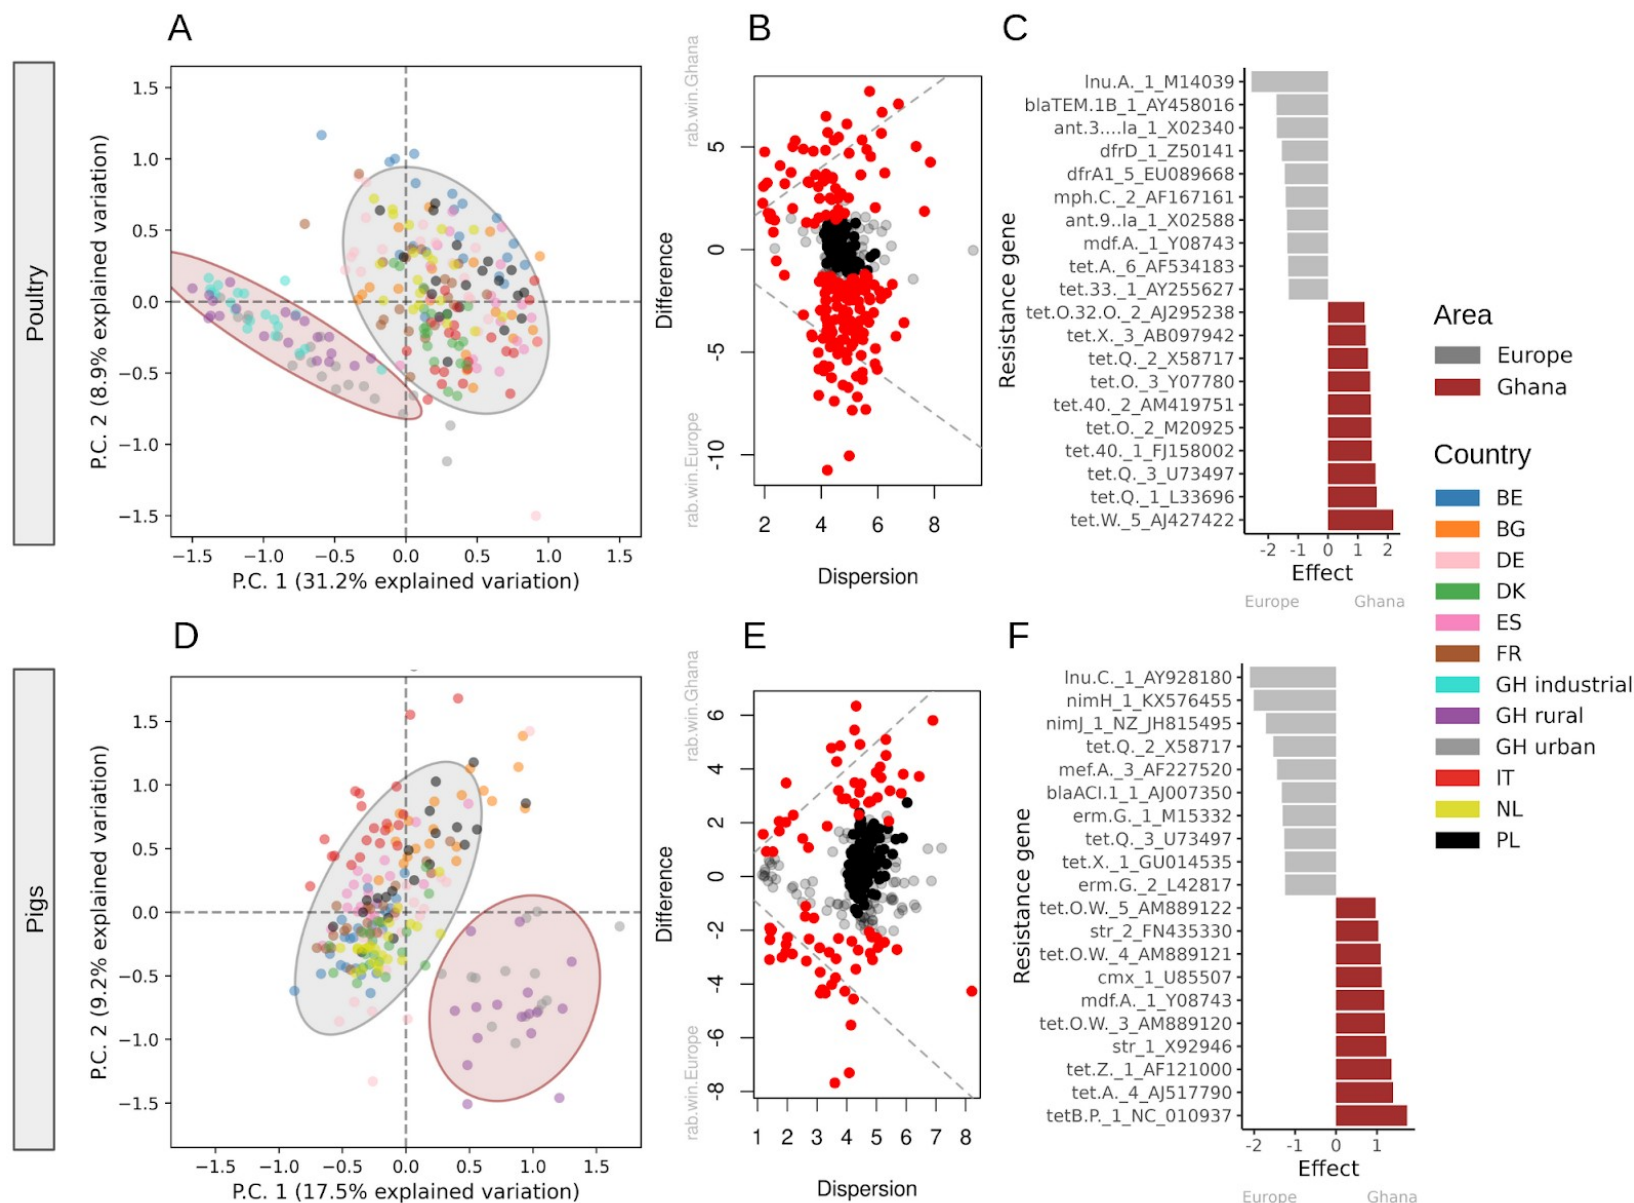 A
B
C
Poultry
1.5
1.0
0.5
0.0
−0.5
−1.0
−1.5
P.C. 2 (8.9% explained variation)
−1.5
−1.0
−0.5
0.0
0.5
1.0
1.5
P.C. 1 (31.2% explained variation)
rab.win.Ghana
Difference
rab.win.Europe
5
0
-5
-10
2
4
6
8
Dispersion
Resistance gene
lnu.A._1_M14039
blaTEM.1B_1_AY458016
ant.3....Ia_1_X02340
dfrD_1_Z50141
dfrA1_5_EU089668
mph.C._2_AF167161
ant.9..Ia_1_X02588
mdf.A._1_Y08743
tet.A._6_AF534183
tet.33._1_AY255627
tet.O.32.O._2_AJ295238
tet.X._3_AB097942
tet.Q._2_X58717
tet.O._3_Y07780
tet.40._2_AM419751
tet.O._2_M20925
tet.40._1_FJ158002
tet.Q._3_U73497
tet.Q._1_L33696
tet.W._5_AJ427422
-2
-1
0
1
2
Effect
Europe
Ghana
Area
Europe
Ghana
Country
BE
BG
DE
DK
ES
FR
GH industrial
GH rural
GH urban
IT
NL
PL
D
E
F
Pigs
1.5
1.0
0.5
0.0
−0.5
−1.0
−1.5
P.C. 2 (9.2% explained variation)
−1.5
−1.0
−0.5
0.0
0.5
1.0
1.5
P.C. 1 (17.5% explained variation)
rab.win.Ghana
Difference
rab.win.Europe
6
4
2
0
-2
-4
-6
-8
1
2
3
4
5
6
7
8
Dispersion
Resistance gene
lnu.C._1_AY928180
nimH_1_KX576455
nimJ_1_NZ_JH815495
tet.Q._2_X58717
mef.A._3_AF227520
blaACI.1_1_AJ007350
erm.G._1_M15332
tet.Q._3_U73497
tet.X._1_GU014535
erm.G._2_L42817
tet.O.W._5_AM889122
str_2_FN435330
tet.O.W._4_AM889121
cmx_1_U85507
mdf.A._1_Y08743
tet.O.W._3_AM889120
str_1_X92946
tet.Z._1_AF121000
tet.A._4_AJ517790
tetB.P._1_NC_010937
-2
-1
0
1
Effect
Europe
Ghana